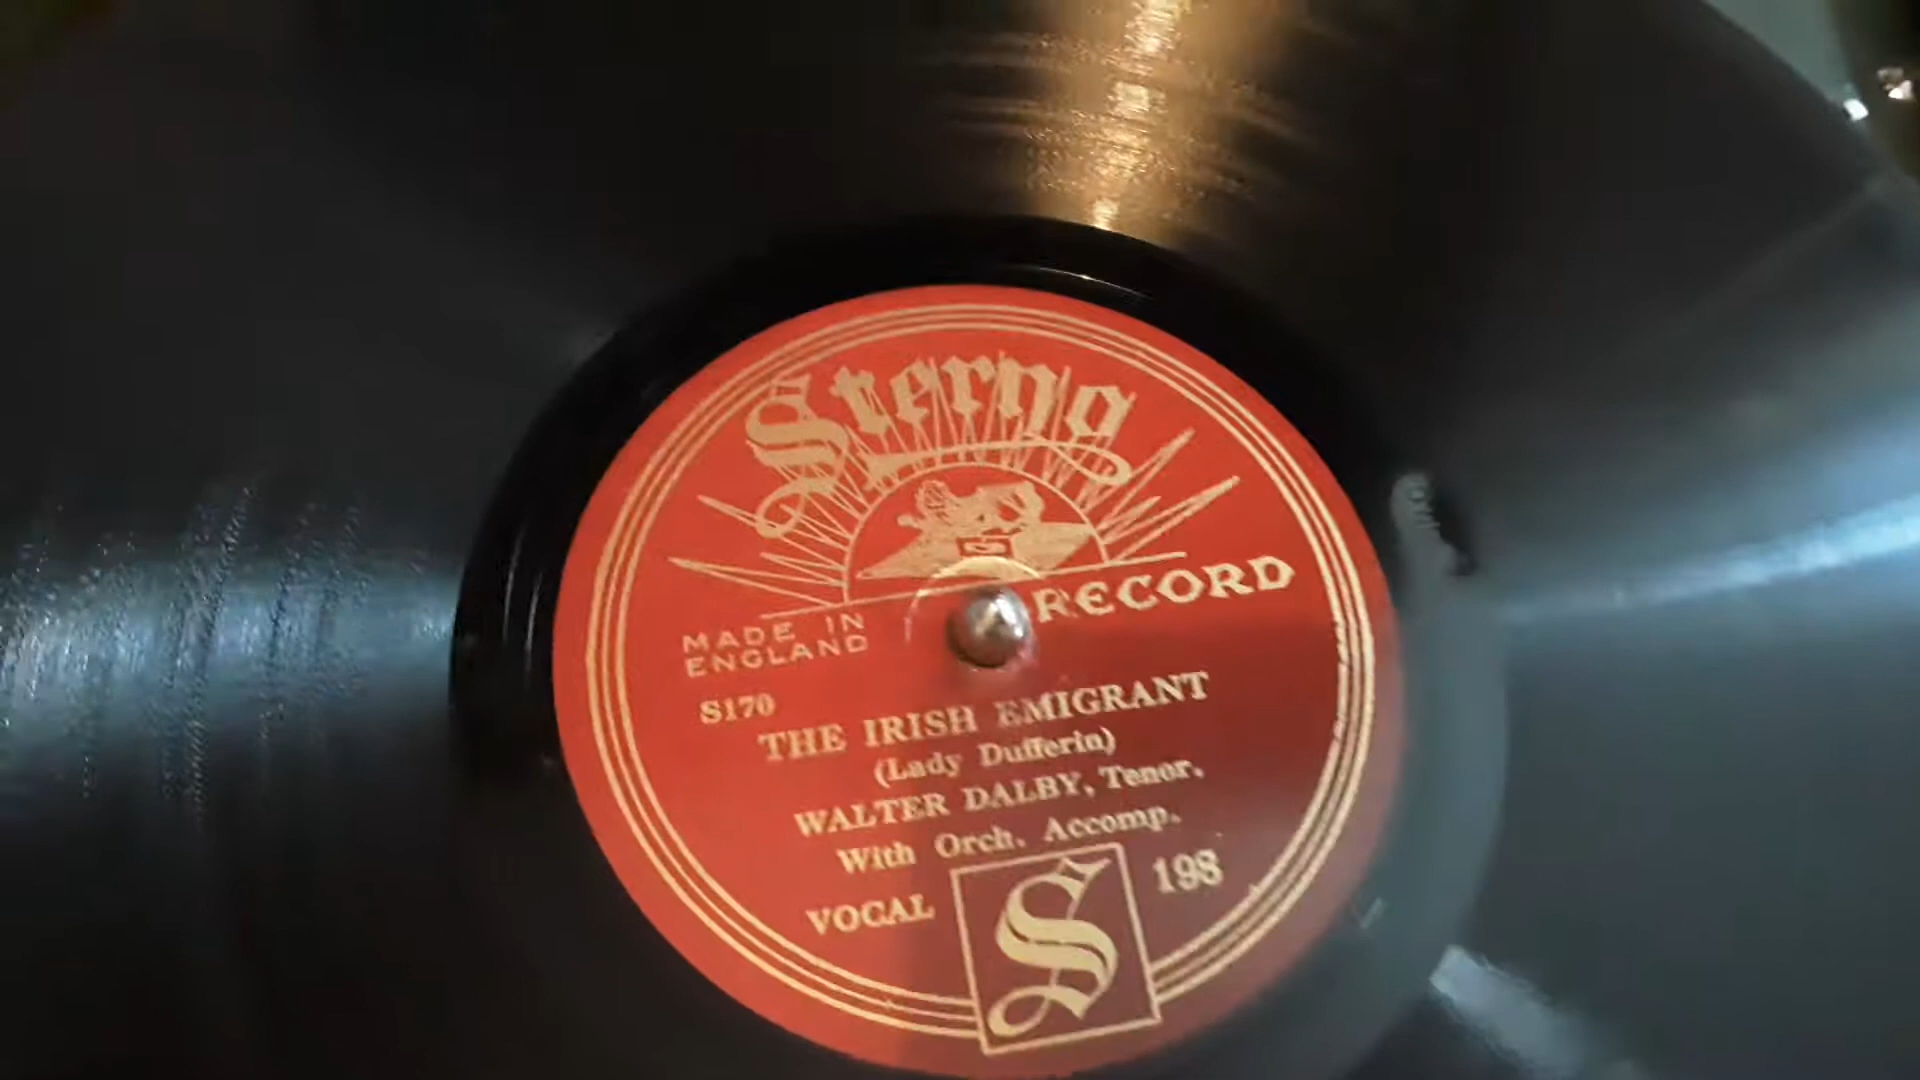 Sterno
RECORD
MADE IN
ENGLAND
S170
THE IRISH EMIGRANT
(Lady Dufferin)
WALTER DALBY, Tenor.
With Orch. Accomp.
VOCAL S 198